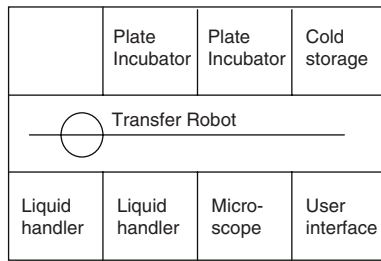 Plate
Incubator
Plate
Incubator
Cold
storage
Transfer Robot
Liquid
handler
Liquid
handler
Micro-
scope
User
interface